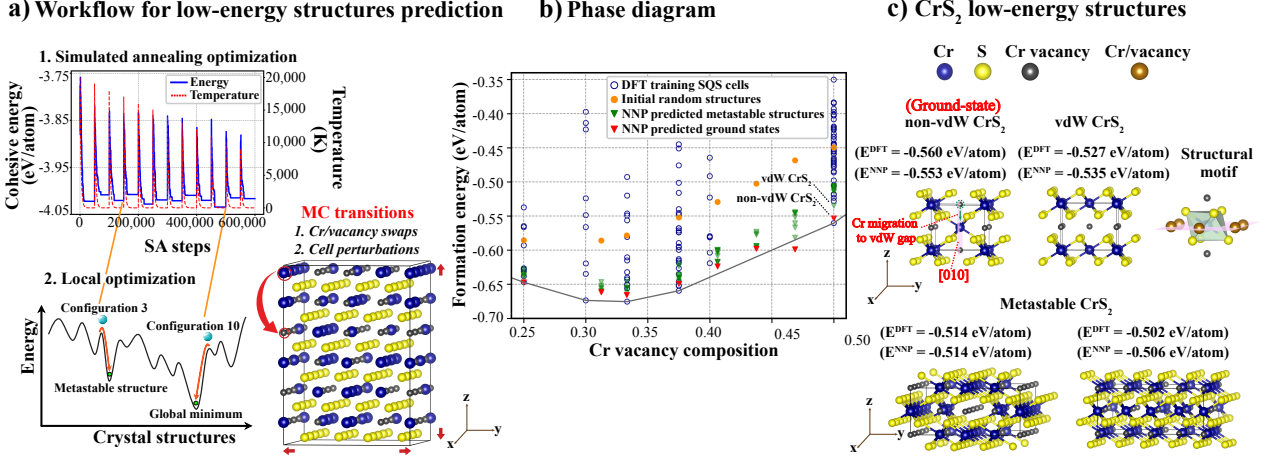 a) Workflow for low-energy structures prediction
1. Simulated annealing optimization
-3.75
-3.85
-3.95
-4.05
Cohesive energy
(eV/atom)
Energy
Temperature
20,000
15,000
10,000
5,000
0
Temperature
(K)
200,000
400,000
600,000
SA steps
MC transitions
1. Cr/vacancy swaps
2. Cell perturbations
2. Local optimization
Configuration 3
Configuration 10
Energy
Metastable structure
Global minimum
Crystal structures
z
x
y
b) Phase diagram
Formation energy (eV/atom)
-0.35
-0.40
-0.45
-0.50
-0.55
-0.60
-0.65
-0.70
DFT training SQS cells
Initial random structures
NNP predicted metastable structures
NNP predicted ground states
vdW CrS₂
non-vdW CrS₂
0.25
0.30
0.35
0.40
0.45
0.50
Cr vacancy composition
c) CrS₂ low-energy structures
Cr S Cr vacancy Cr/vacancy
(Ground-state)
non-vdW CrS₂
(Eᴰᶠᵀ = -0.560 eV/atom)
(Eᴺᴺᴾ = -0.553 eV/atom)
vdW CrS₂
(Eᴰᶠᵀ = -0.527 eV/atom)
(Eᴺᴺᴾ = -0.535 eV/atom)
Structural
motif
Cr migration
to vdW gap
[010]
z
x
y
Metastable CrS₂
(Eᴰᶠᵀ = -0.514 eV/atom)
(Eᴺᴺᴾ = -0.514 eV/atom)
(Eᴰᶠᵀ = -0.502 eV/atom)
(Eᴺᴺᴾ = -0.506 eV/atom)
z
x
y